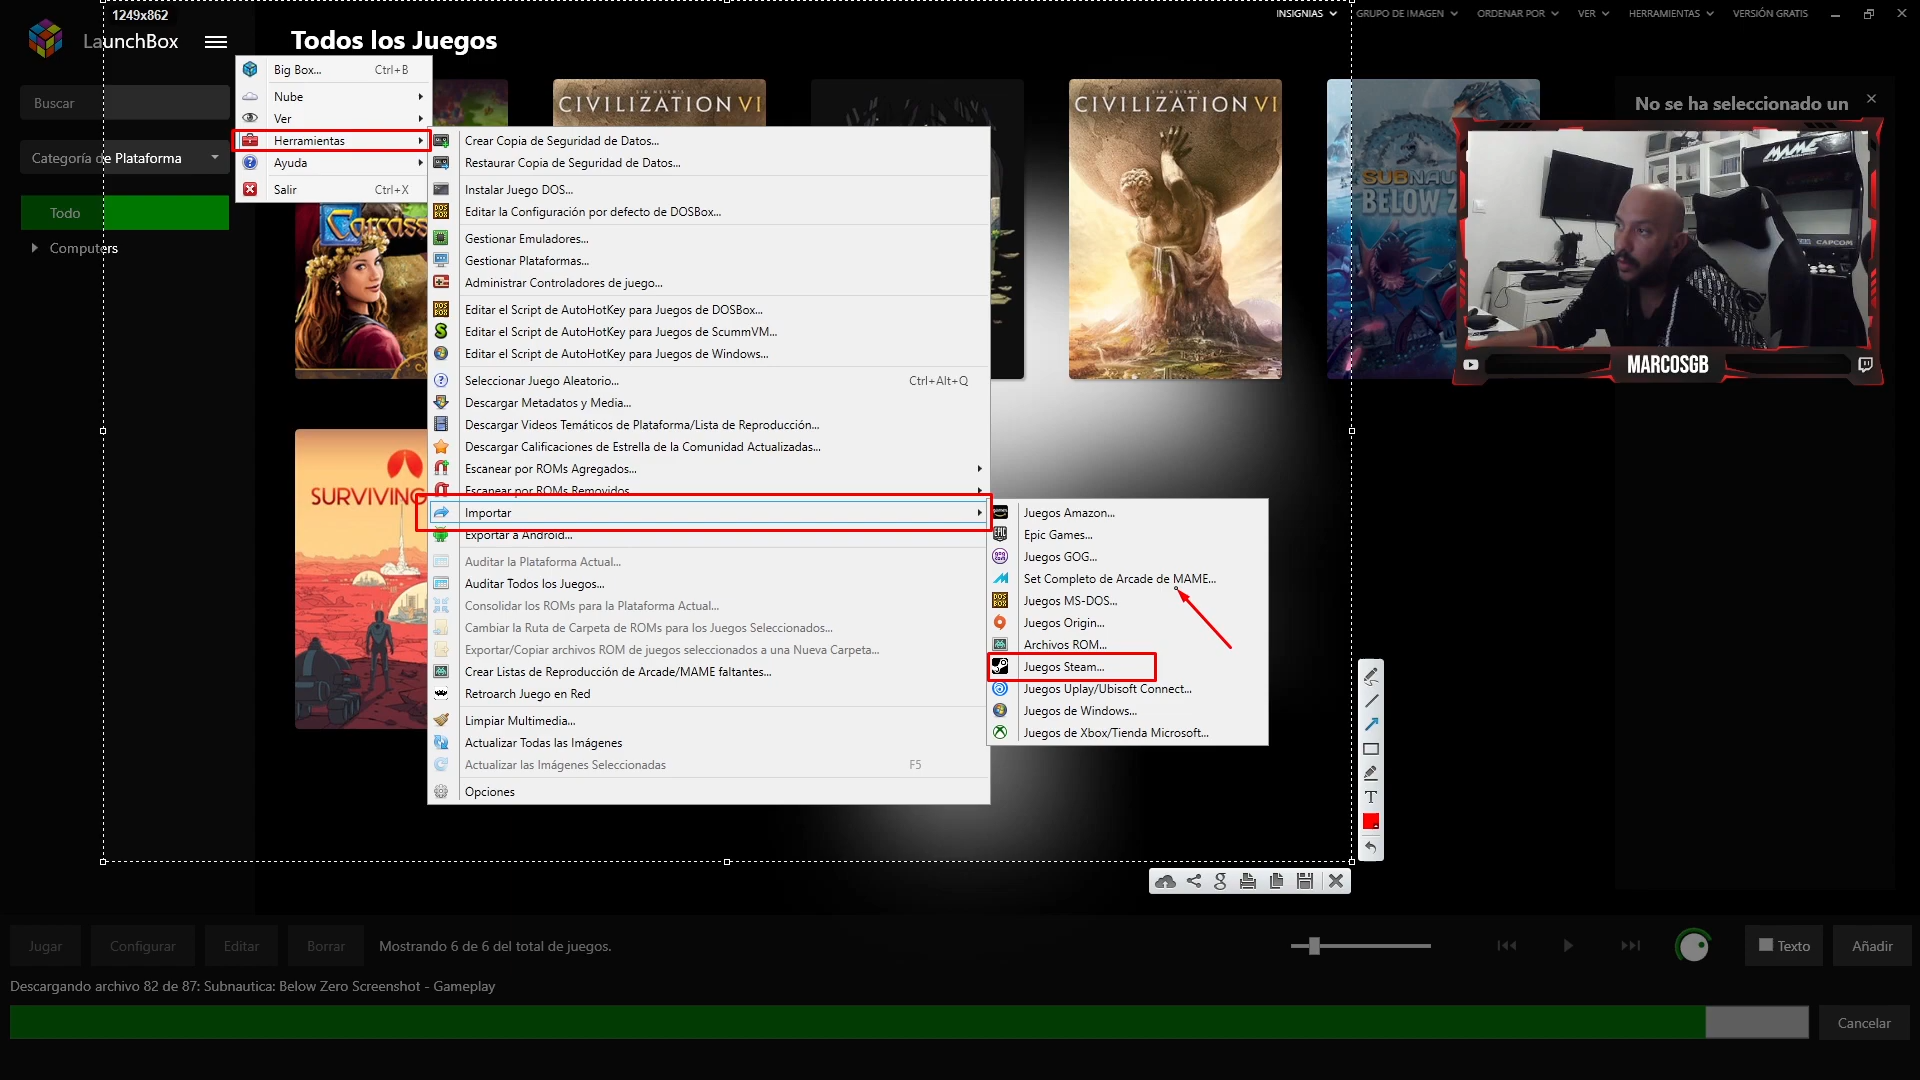 1249x862
INSIGNIAS
GRUPO DE IMAGEN
ORDENAR POR
VER
HERRAMIENTAS
VERSIÓN GRATIS
LaunchBox
Todos los Juegos
Buscar
Categoría de Plataforma
Todo
Computers
Big Box... Ctrl+B
Nube
Ver
Herramientas
Ayuda
Salir Ctrl+X
Crear Copia de Seguridad de Datos...
Restaurar Copia de Seguridad de Datos...
Instalar Juego DOS...
Editar la Configuración por defecto de DOSBox...
Gestionar Emuladores...
Gestionar Plataformas...
Administrar Controladores de juego...
Editar el Script de AutoHotKey para Juegos de DOSBox...
Editar el Script de AutoHotKey para Juegos de ScummVM...
Editar el Script de AutoHotKey para Juegos de Windows...
Seleccionar Juego Aleatorio... Ctrl+Alt+Q
Descargar Metadatos y Media...
Descargar Videos Temáticos de Plataforma/Lista de Reproducción...
Descargar Calificaciones de Estrella de la Comunidad Actualizadas...
Escanear por ROMs Agregados...
Escanear por ROMs Removidos
Importar
Exportar a Android...
Auditar la Plataforma Actual...
Auditar Todos los Juegos...
Consolidar los ROMs para la Plataforma Actual...
Cambiar la Ruta de Carpeta de ROMs para los Juegos Seleccionados...
Exportar/Copiar archivos ROM de juegos seleccionados a una Nueva Carpeta...
Crear Listas de Reproducción de Arcade/MAME faltantes...
Retroarch Juego en Red
Limpiar Multimedia...
Actualizar Todas las Imágenes
Actualizar las Imágenes Seleccionadas F5
Opciones
Juegos Amazon...
Epic Games...
Juegos GOG...
Set Completo de Arcade de MAME...
Juegos MS-DOS...
Juegos Origin...
Archivos ROM...
Juegos Steam...
Juegos Uplay/Ubisoft Connect...
Juegos de Windows...
Juegos de Xbox/Tienda Microsoft...
SID MEIER'S
CIVILIZATION VI
SID MEIER'S
CIVILIZATION VI
Carcass
SURVIVING
SUBNAU
BELOW Z
No se ha seleccionado un
MAME
CAPCOM
MARCOSGB
T
Jugar
Configurar
Editar
Borrar
Mostrando 6 de 6 del total de juegos.
Texto
Añadir
Descargando archivo 82 de 87: Subnautica: Below Zero Screenshot - Gameplay
Cancelar